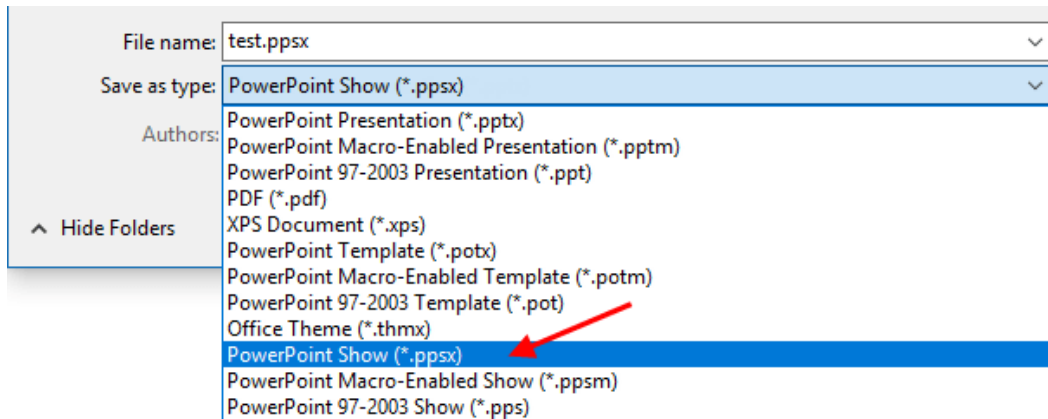 File name: test.ppsx
Save as type: PowerPoint Show (*.ppsx)
Authors:
PowerPoint Presentation (*.pptx)
PowerPoint Macro-Enabled Presentation (*.pptm)
PowerPoint 97-2003 Presentation (*.ppt)
PDF (*.pdf)
Hide Folders
XPS Document (*.xps)
PowerPoint Template (*.potx)
PowerPoint Macro-Enabled Template (*.potm)
PowerPoint 97-2003 Template (*.pot)
Office Theme (*.thmx)
PowerPoint Show (*.ppsx)
PowerPoint Macro-Enabled Show (*.ppsm)
PowerPoint 97-2003 Show (*.pps)